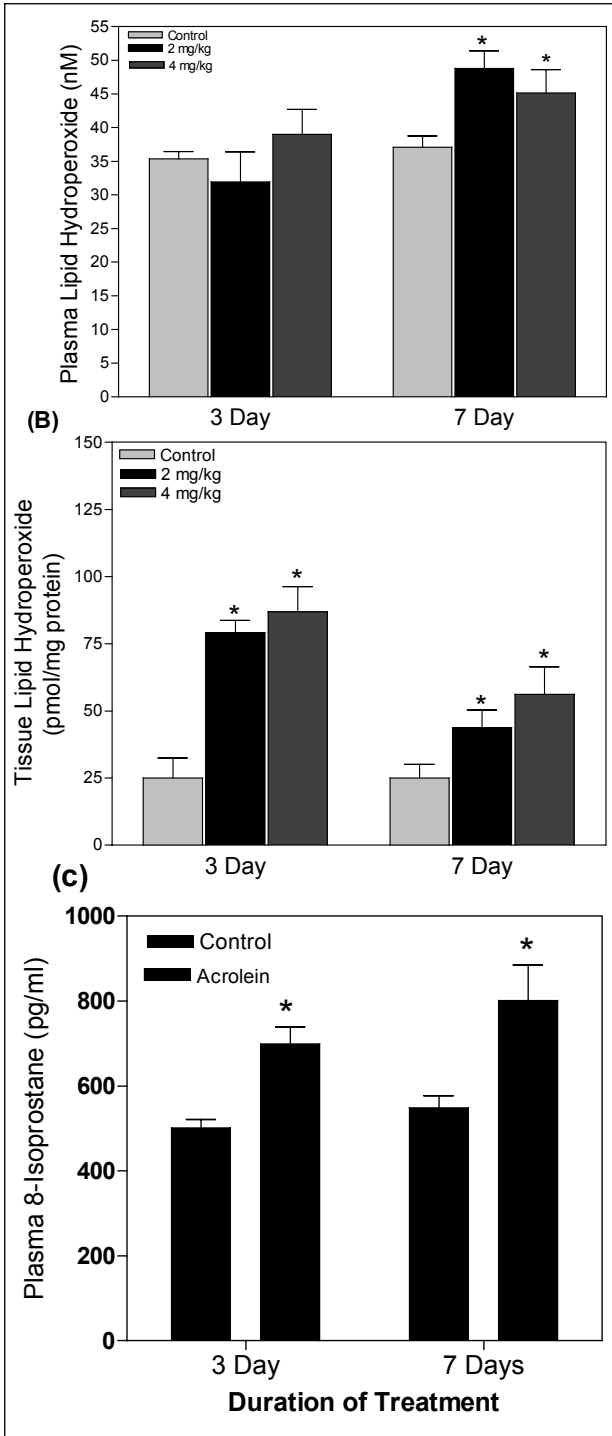 Plasma Lipid Hydroperoxide (nM)
55
50
45
40
35
30
25
20
15
10
5
0
Control
2 mg/kg
4 mg/kg
*
*
3 Day
7 Day
(B)
Tissue Lipid Hydroperoxide
(pmol/mg protein)
150
125
100
75
50
25
0
Control
2 mg/kg
4 mg/kg
*
*
*
*
3 Day
7 Day
(c)
Plasma 8-Isoprostane (pg/ml)
1000
800
600
400
200
0
Control
Acrolein
*
*
3 Day
7 Days
Duration of Treatment